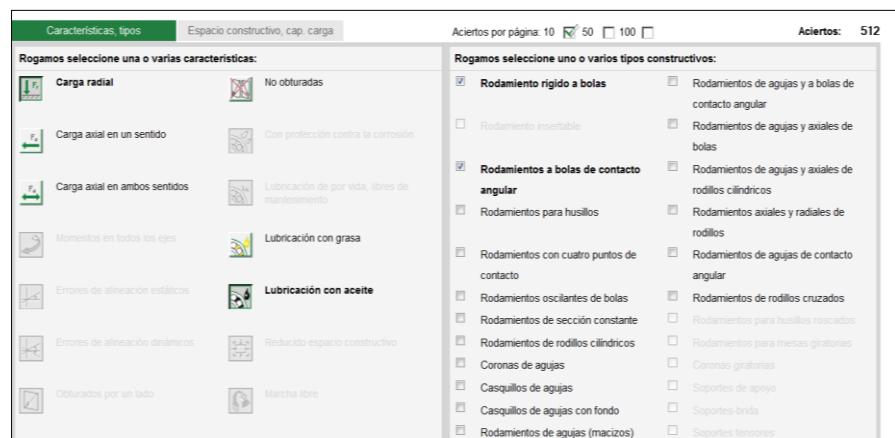 Características, tipos
Espacio constructivo, cap. carga
Aciertos por página: 10 50 100
Aciertos: 512
Rogamos seleccione una o varias características:
Carga radial
No obturadas
Carga axial en un sentido
Con protección contra la corrosión
Carga axial en ambos sentidos
Lubricación de por vida, libres de
mantenimiento
Momentos en todos los ejes
Lubricación con grasa
Errores de alineación estáticos
Lubricación con aceite
Errores de alineación dinámicos
Reducido espacio constructivo
Obturados por un lado
Marcha libre
Rogamos seleccione uno o varios tipos constructivos:
Rodamiento rígido a bolas
Rodamiento insertable
Rodamientos a bolas de contacto
angular
Rodamientos para husillos
Rodamientos con cuatro puntos de
contacto
Rodamientos oscilantes de bolas
Rodamientos de sección constante
Rodamientos de rodillos cilíndricos
Coronas de agujas
Casquillos de agujas
Casquillos de agujas con fondo
Rodamientos de agujas (macizos)
Rodamientos de agujas y a bolas de
contacto angular
Rodamientos de agujas y axiales de
bolas
Rodamientos de agujas y axiales de
rodillos cilíndricos
Rodamientos axiales y radiales de
rodillos
Rodamientos de agujas de contacto
angular
Rodamientos de rodillos cruzados
Rodamientos para husillos roscados
Rodamientos para mesas giratorias
Coronas giratorias
Soportes de apoyo
Soportes-brida
Soportes tensores